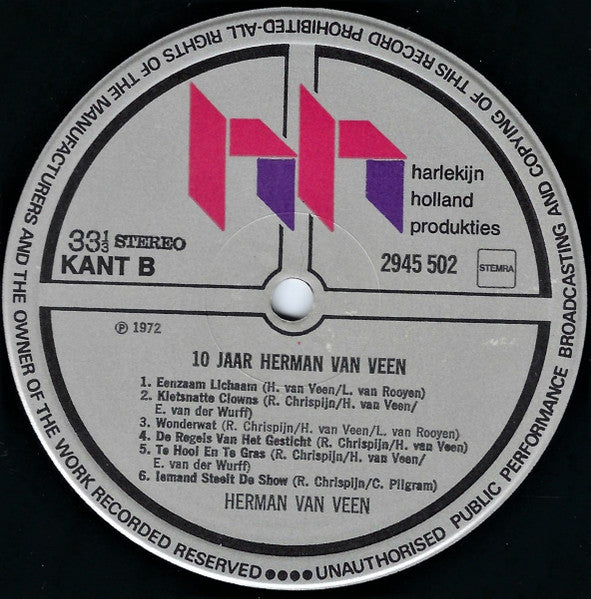 ALL RIGHTS OF THE MANUFACTURERS AND THE OWNER OF THE WORK RECORDED RESERVED ●●●● UNAUTHORISED PUBLIC PERFORMANCE BROADCASTING AND COPYING OF THIS RECORD PROHIBITED-
hh
harlekijn
holland
produkties
33⅓ STEREO
KANT B
2945 502
STEMRA
℗ 1972
10 JAAR HERMAN VAN VEEN
1. Eenzaam Lichaam (H. van Veen/L. van Rooyen)
2. Kletsnatte Clowns (R. Chrispijn/H. van Veen/
E. van der Wurff)
3. Wonderwat (R. Chrispijn/H. van Veen/L. van Rooyen)
4. De Regels Van Het Gesticht (R. Chrispijn/H. van Veen)
5. Te Hooi En Te Gras (R. Chrispijn/H. van Veen/
E. van der Wurff)
6. Iemand Steelt De Show (R. Chrispijn/C. Pilgram)
HERMAN VAN VEEN